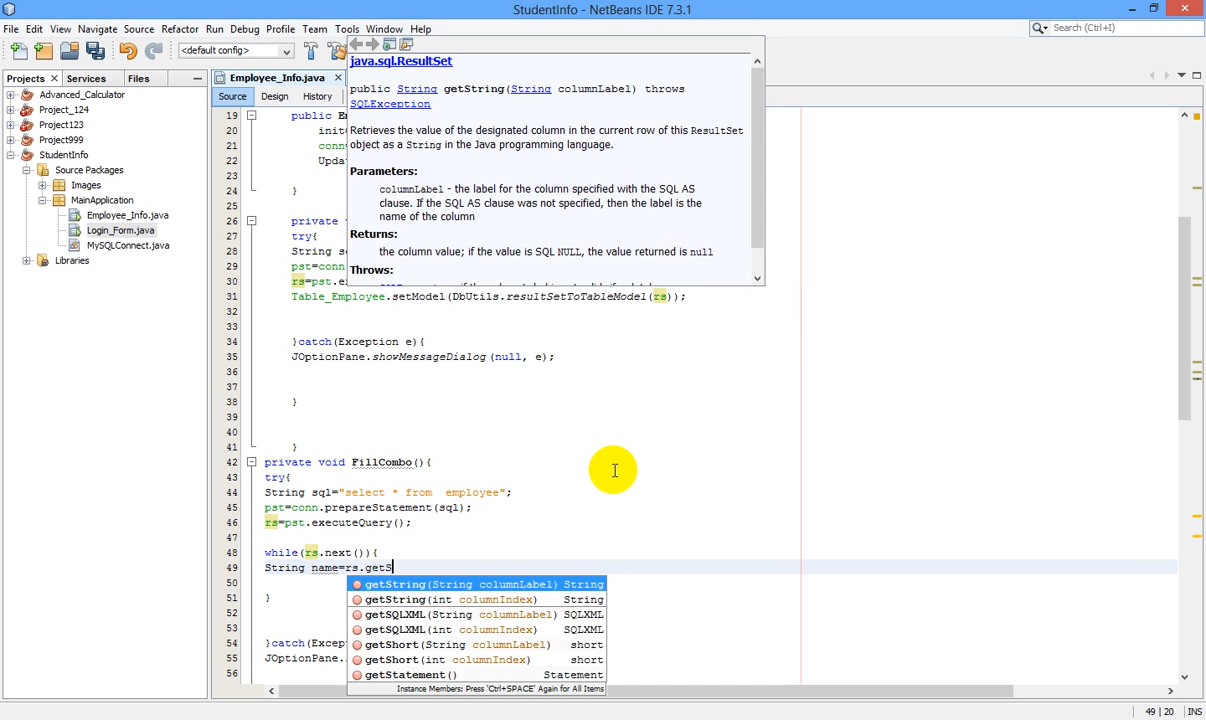 StudentInfo - NetBeans IDE 7.3.1
File Edit View Navigate Source Refactor Run Debug Profile Team Tools Window Help
Search (Ctrl+I)
<default config>
Projects Services Files
Employee_Info.java
Source Design History
Advanced_Calculator
Project_124
Project123
Project999
StudentInfo
Source Packages
Images
MainApplication
Employee_Info.java
Login_Form.java
MySQLConnect.java
Libraries
java.sql.ResultSet
public String getString(String columnLabel) throws
SQLException
Retrieves the value of the designated column in the current row of this ResultSet
object as a String in the Java programming language.
Parameters:
columnLabel - the label for the column specified with the SQL AS
clause. If the SQL AS clause was not specified, then the label is the
name of the column
Returns:
the column value; if the value is SQL NULL, the value returned is null
Throws:
19 public E
20 init
21 conn
22 Upda
23
24 }
25
26 private v
27 try{
28 String s
29 pst=conn
30 rs=pst.e
31 Table_Employee.setModel(DbUtils.resultSetToTableModel(rs));
32
33
34 }catch(Exception e){
35 JOptionPane.showMessageDialog(null, e);
36
37
38 }
39
40
41 }
42 private void FillCombo(){
43 try{
44 String sql="select * from  employee";
45 pst=conn.prepareStatement(sql);
46 rs=pst.executeQuery();
47
48 while(rs.next()){
49 String name=rs.getS
50
51 }
52
53
54 }catch(Excep
55 JOptionPane.
56
getString(String columnLabel) String
getString(int columnIndex) String
getSQLXML(String columnLabel) SQLXML
getSQLXML(int columnIndex) SQLXML
getShort(String columnLabel) short
getShort(int columnIndex) short
getStatement() Statement
Instance Members; Press 'Ctrl+SPACE' Again for All Items
49 | 20 INS